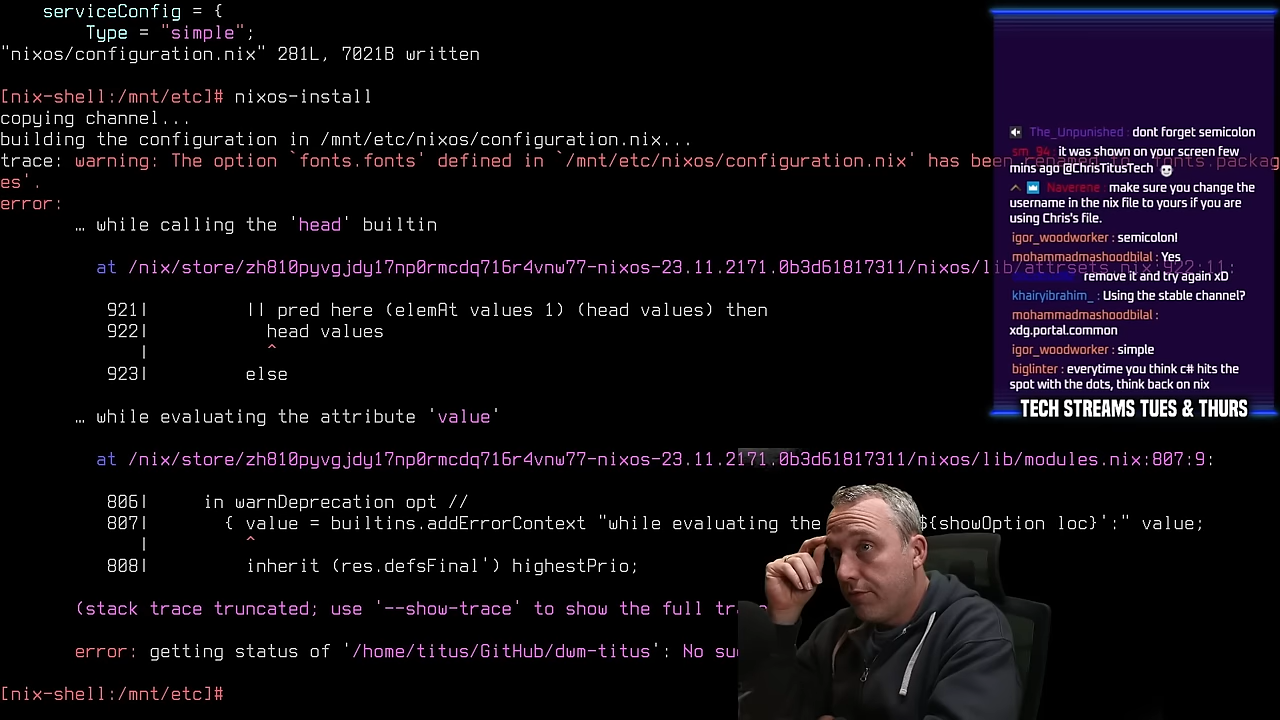 serviceConfig = {
Type = "simple";
"nixos/configuration.nix" 281L, 7021B written
[nix-shell:/mnt/etc]# nixos-install
copying channel...
building the configuration in /mnt/etc/nixos/configuration.nix...
trace: warning: The option `fonts.fonts' defined in `/mnt/etc/nixos/configuration.nix' has been renamed to `fonts.packag
es'.
error:
… while calling the 'head' builtin
at /nix/store/zh810pyvgjdy17np0rmcdq716r4vnw77-nixos-23.11.2171.0b3d61817311/nixos/lib/attrsets.nix:922:11:
921| || pred here (elemAt values 1) (head values) then
922| head values
| ^
923| else
… while evaluating the attribute 'value'
at /nix/store/zh810pyvgjdy17np0rmcdq716r4vnw77-nixos-23.11.2171.0b3d61817311/nixos/lib/modules.nix:807:9:
806| in warnDeprecation opt //
807| { value = builtins.addErrorContext "while evaluating the ${showOption loc}':" value;
| ^
808| inherit (res.defsFinal') highestPrio;
(stack trace truncated; use '--show-trace' to show the full
error: getting status of '/home/titus/GitHub/dwm-titus': No
[nix-shell:/mnt/etc]#
The_Unpunished : dont forget semicolon
sm_94 : it was shown on your screen few
mins ago @ChrisTitusTech
Naverene : make sure you change the
username in the nix file to yours if you are
using Chris's file.
igor_woodworker : semicolon!
mohammadmashoodbilal : Yes
remove it and try again xD
khairyibrahim_ : Using the stable channel?
mohammadmashoodbilal :
xdg.portal.common
igor_woodworker : simple
biglinter : everytime you think c# hits the
spot with the dots, think back on nix
TECH STREAMS TUES & THURS